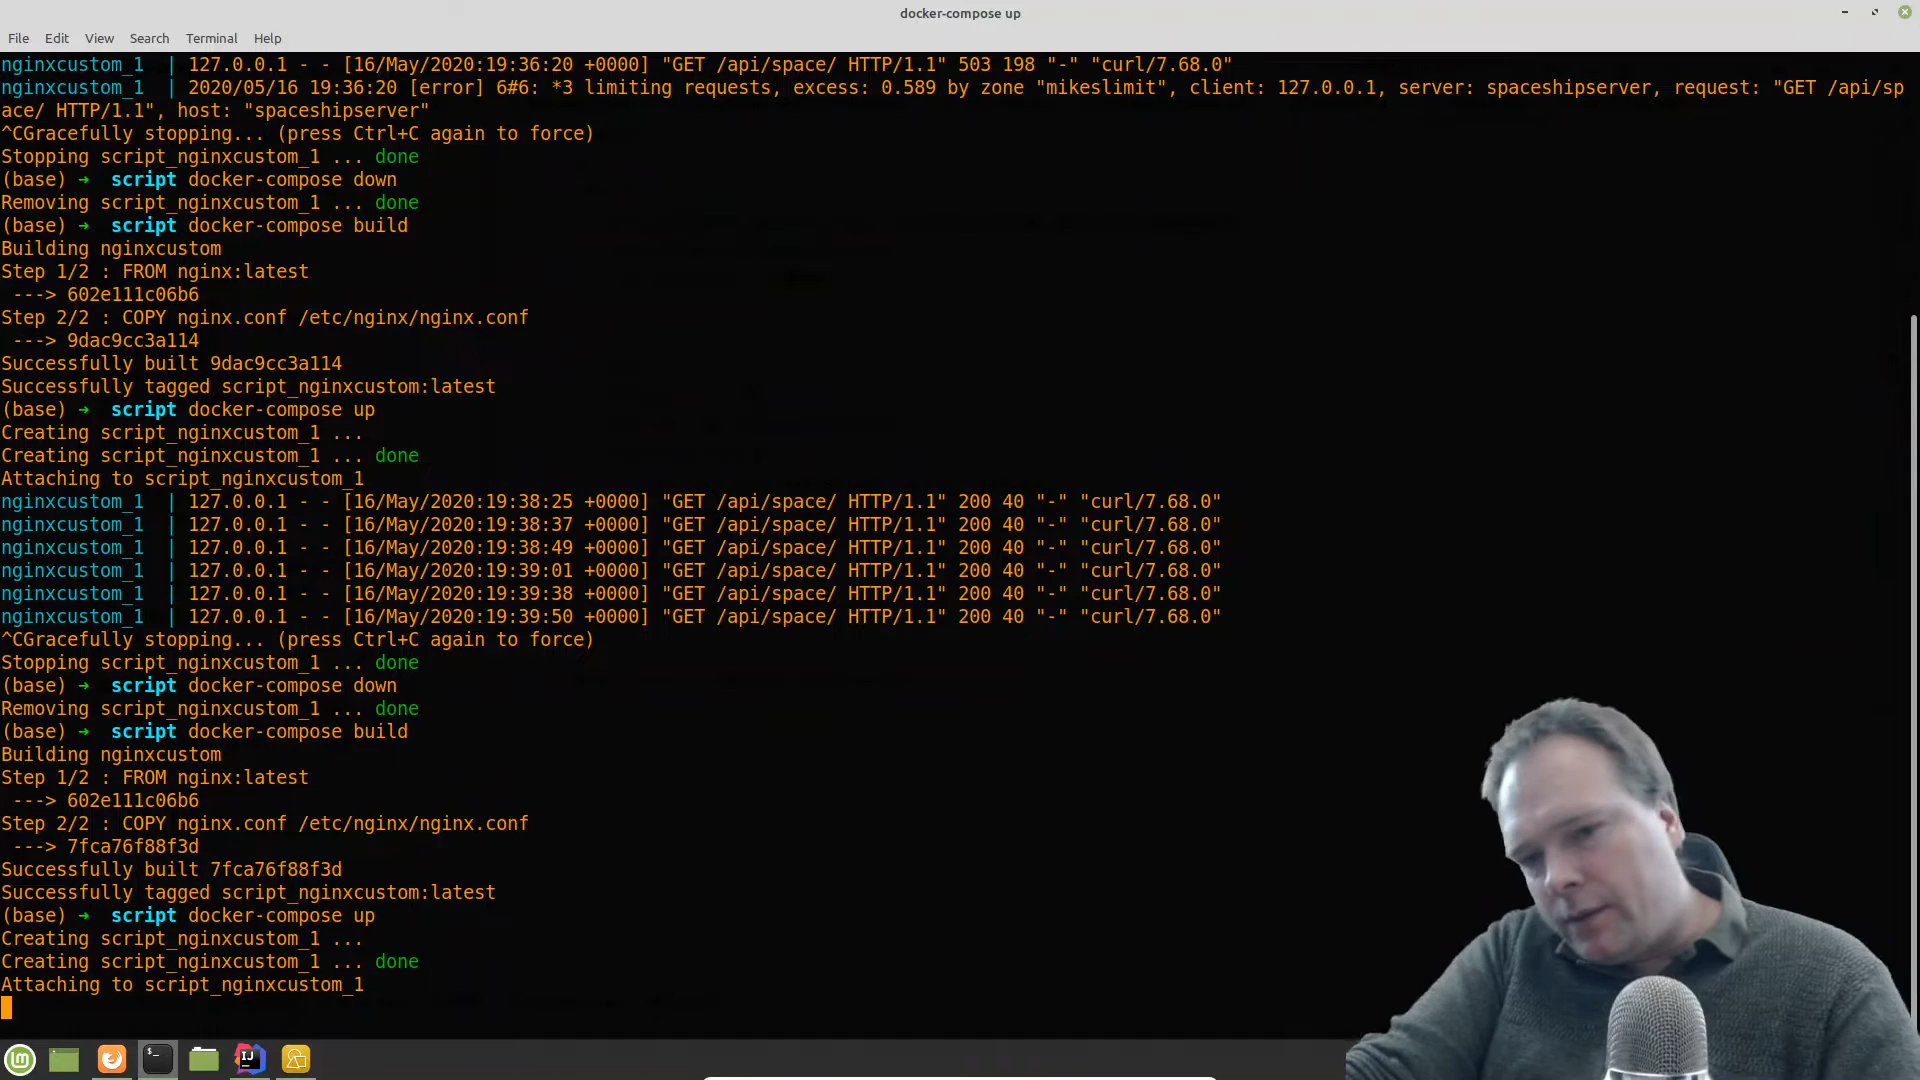 docker-compose up
File Edit View Search Terminal Help
nginxcustom_1  | 127.0.0.1 - - [16/May/2020:19:36:20 +0000] "GET /api/space/ HTTP/1.1" 503 198 "-" "curl/7.68.0"
nginxcustom_1  | 2020/05/16 19:36:20 [error] 6#6: *3 limiting requests, excess: 0.589 by zone "mikeslimit", client: 127.0.0.1, server: spaceshipserver, request: "GET /api/sp
ace/ HTTP/1.1", host: "spaceshipserver"
^CGracefully stopping... (press Ctrl+C again to force)
Stopping script_nginxcustom_1 ... done
(base) ➜  script docker-compose down
Removing script_nginxcustom_1 ... done
(base) ➜  script docker-compose build
Building nginxcustom
Step 1/2 : FROM nginx:latest
 ---> 602e111c06b6
Step 2/2 : COPY nginx.conf /etc/nginx/nginx.conf
 ---> 9dac9cc3a114
Successfully built 9dac9cc3a114
Successfully tagged script_nginxcustom:latest
(base) ➜  script docker-compose up
Creating script_nginxcustom_1 ...
Creating script_nginxcustom_1 ... done
Attaching to script_nginxcustom_1
nginxcustom_1  | 127.0.0.1 - - [16/May/2020:19:38:25 +0000] "GET /api/space/ HTTP/1.1" 200 40 "-" "curl/7.68.0"
nginxcustom_1  | 127.0.0.1 - - [16/May/2020:19:38:37 +0000] "GET /api/space/ HTTP/1.1" 200 40 "-" "curl/7.68.0"
nginxcustom_1  | 127.0.0.1 - - [16/May/2020:19:38:49 +0000] "GET /api/space/ HTTP/1.1" 200 40 "-" "curl/7.68.0"
nginxcustom_1  | 127.0.0.1 - - [16/May/2020:19:39:01 +0000] "GET /api/space/ HTTP/1.1" 200 40 "-" "curl/7.68.0"
nginxcustom_1  | 127.0.0.1 - - [16/May/2020:19:39:38 +0000] "GET /api/space/ HTTP/1.1" 200 40 "-" "curl/7.68.0"
nginxcustom_1  | 127.0.0.1 - - [16/May/2020:19:39:50 +0000] "GET /api/space/ HTTP/1.1" 200 40 "-" "curl/7.68.0"
^CGracefully stopping... (press Ctrl+C again to force)
Stopping script_nginxcustom_1 ... done
(base) ➜  script docker-compose down
Removing script_nginxcustom_1 ... done
(base) ➜  script docker-compose build
Building nginxcustom
Step 1/2 : FROM nginx:latest
 ---> 602e111c06b6
Step 2/2 : COPY nginx.conf /etc/nginx/nginx.conf
 ---> 7fca76f88f3d
Successfully built 7fca76f88f3d
Successfully tagged script_nginxcustom:latest
(base) ➜  script docker-compose up
Creating script_nginxcustom_1 ...
Creating script_nginxcustom_1 ... done
Attaching to script_nginxcustom_1